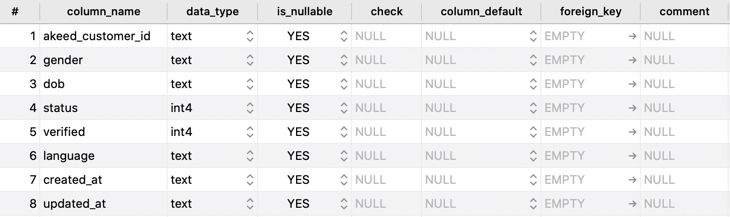 # column_name data_type is_nullable check column_default foreign_key comment
1 akeed_customer_id text YES NULL NULL EMPTY NULL
2 gender text YES NULL NULL EMPTY NULL
3 dob text YES NULL NULL EMPTY NULL
4 status int4 YES NULL NULL EMPTY NULL
5 verified int4 YES NULL NULL EMPTY NULL
6 language text YES NULL NULL EMPTY NULL
7 created_at text YES NULL NULL EMPTY NULL
8 updated_at text YES NULL NULL EMPTY NULL